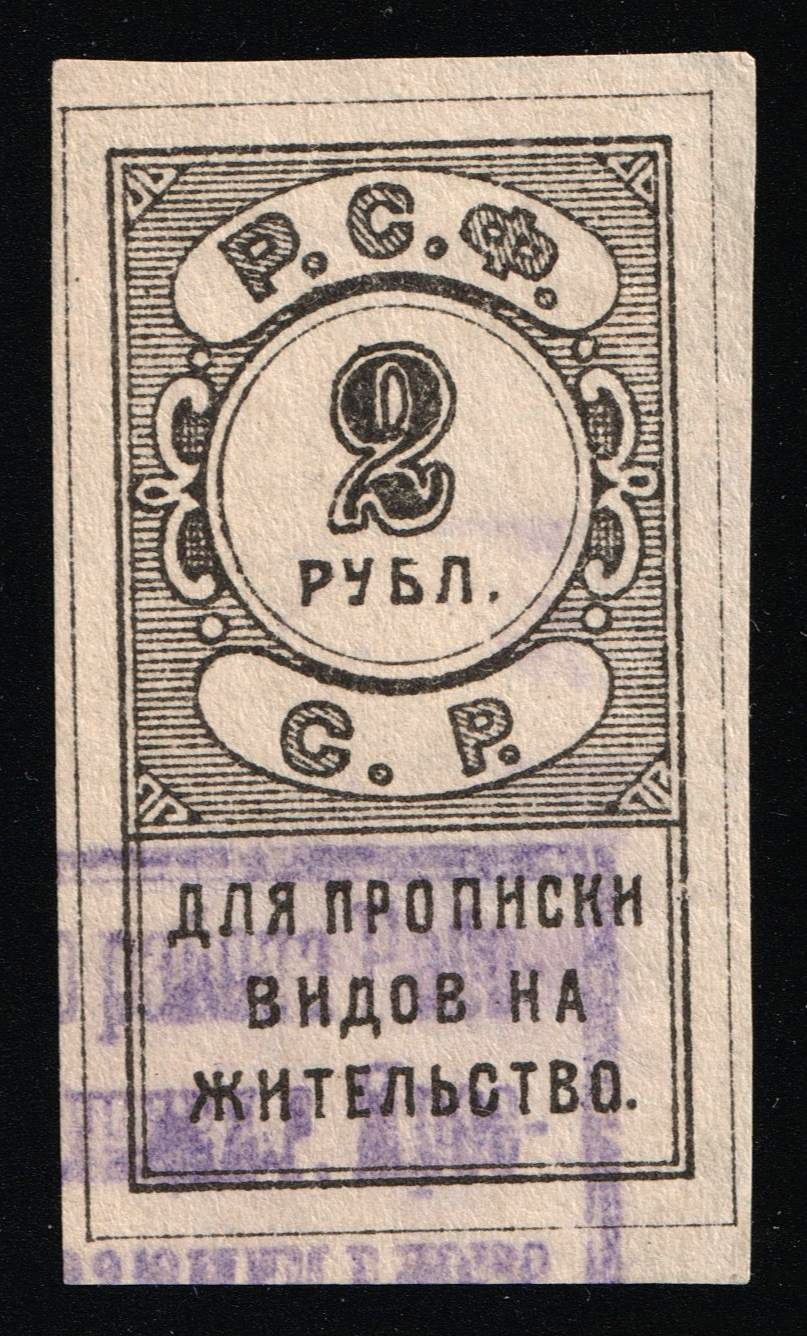 Р.С.Ф.
2
РУБЛ.
С. Р.
ДЛЯ ПРОПИСКИ
ВИДОВ НА
ЖИТЕЛЬСТВО.